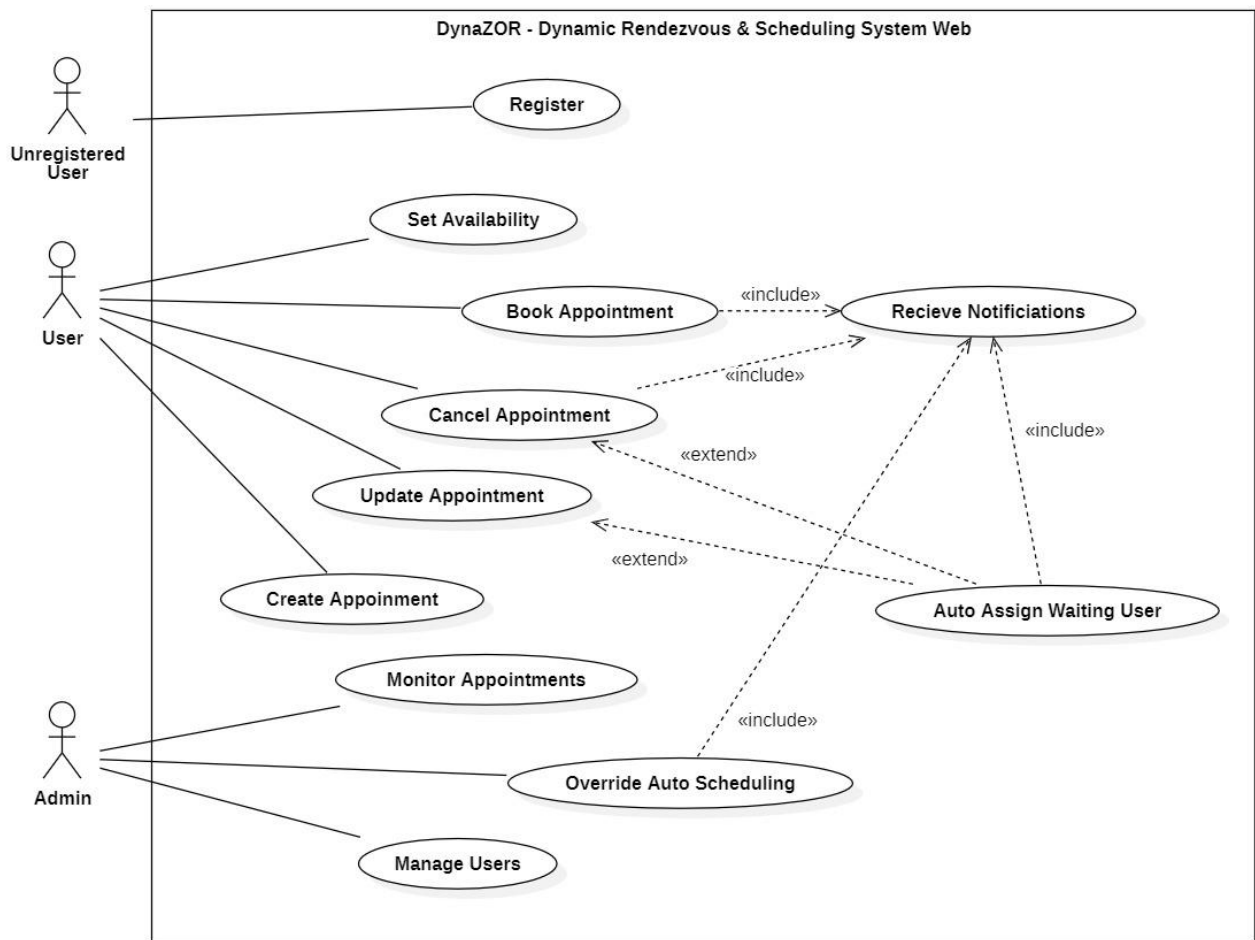 DynaZOR - Dynamic Rendezvous & Scheduling System Web
Register
Unregistered
User
Set Availability
User
Book Appointment
«include»
Recieve Notificiations
Cancel Appointment
«include»
«extend»
«include»
Update Appointment
«extend»
Create Appoinment
Auto Assign Waiting User
Monitor Appointments
«include»
Admin
Override Auto Scheduling
Manage Users